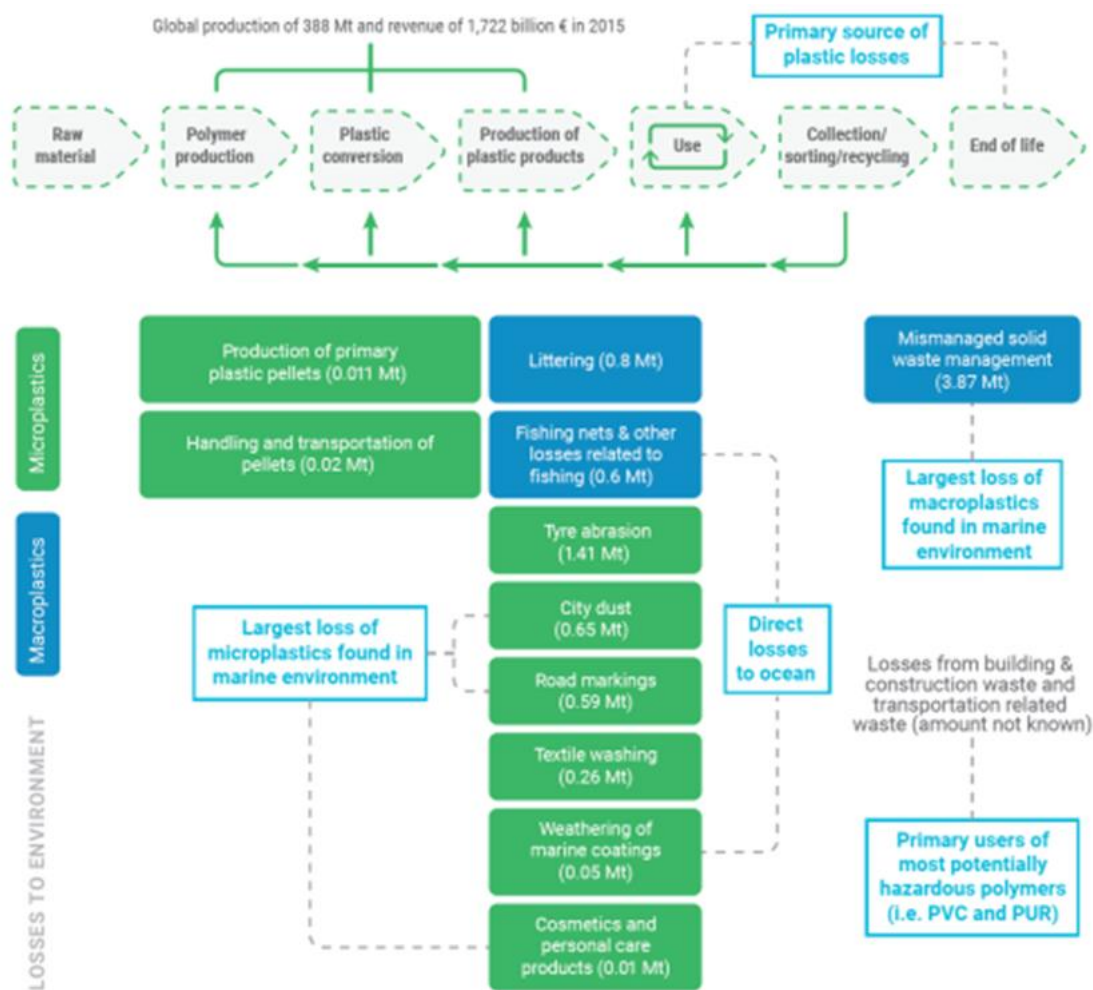 Global production of 388 Mt and revenue of 1,722 billion € in 2015
Primary source of
plastic losses
Raw
material
Polymer
production
Plastic
conversion
Production of
plastic products
Use
Collection/
sorting/recycling
End of life
Microplastics
Macroplastics
LOSSES TO ENVIRONMENT
Production of primary
plastic pellets (0.011 Mt)
Handling and transportation of
pellets (0.02 Mt)
Littering (0.8 Mt)
Fishing nets & other
losses related to
fishing (0.6 Mt)
Tyre abrasion
(1.41 Mt)
City dust
(0.65 Mt)
Road markings
(0.59 Mt)
Textile washing
(0.26 Mt)
Weathering of
marine coatings
(0.05 Mt)
Cosmetics and
personal care
products (0.01 Mt)
Largest loss of
microplastics found in
marine environment
Direct
losses
to ocean
Mismanaged solid
waste management
(3.87 Mt)
Largest loss of
macroplastics
found in marine
environment
Losses from building &
construction waste and
transportation related
waste (amount not known)
Primary users of
most potentially
hazardous polymers
(i.e. PVC and PUR)